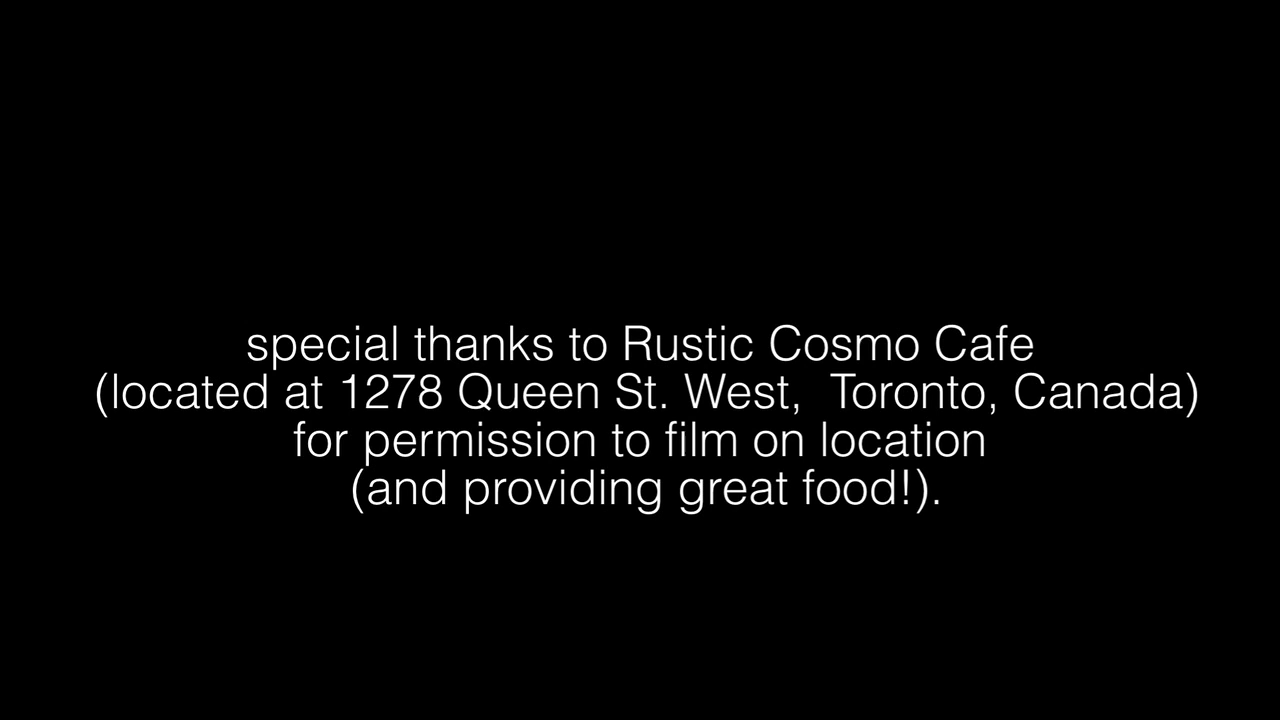 special thanks to Rustic Cosmo Cafe
(located at 1278 Queen St. West,  Toronto, Canada)
for permission to film on location
(and providing great food!).